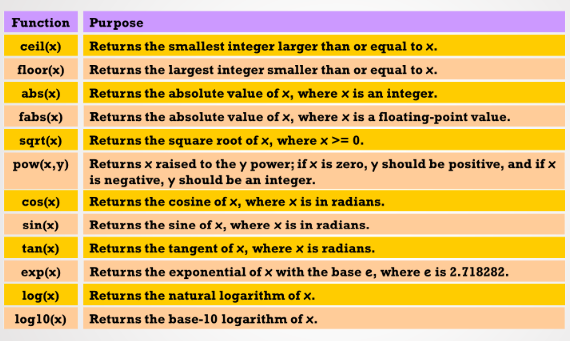 Function Purpose
ceil(x) Returns the smallest integer larger than or equal to x.
floor(x) Returns the largest integer smaller than or equal to x.
abs(x) Returns the absolute value of x, where x is an integer.
fabs(x) Returns the absolute value of x, where x is a floating-point value.
sqrt(x) Returns the square root of x, where x >= 0.
pow(x,y) Returns x raised to the y power; if x is zero, y should be positive, and if x
is negative, y should be an integer.
cos(x) Returns the cosine of x, where x is in radians.
sin(x) Returns the sine of x, where x is in radians.
tan(x) Returns the tangent of x, where x is radians.
exp(x) Returns the exponential of x with the base e, where e is 2.718282.
log(x) Returns the natural logarithm of x.
log10(x) Returns the base-10 logarithm of x.